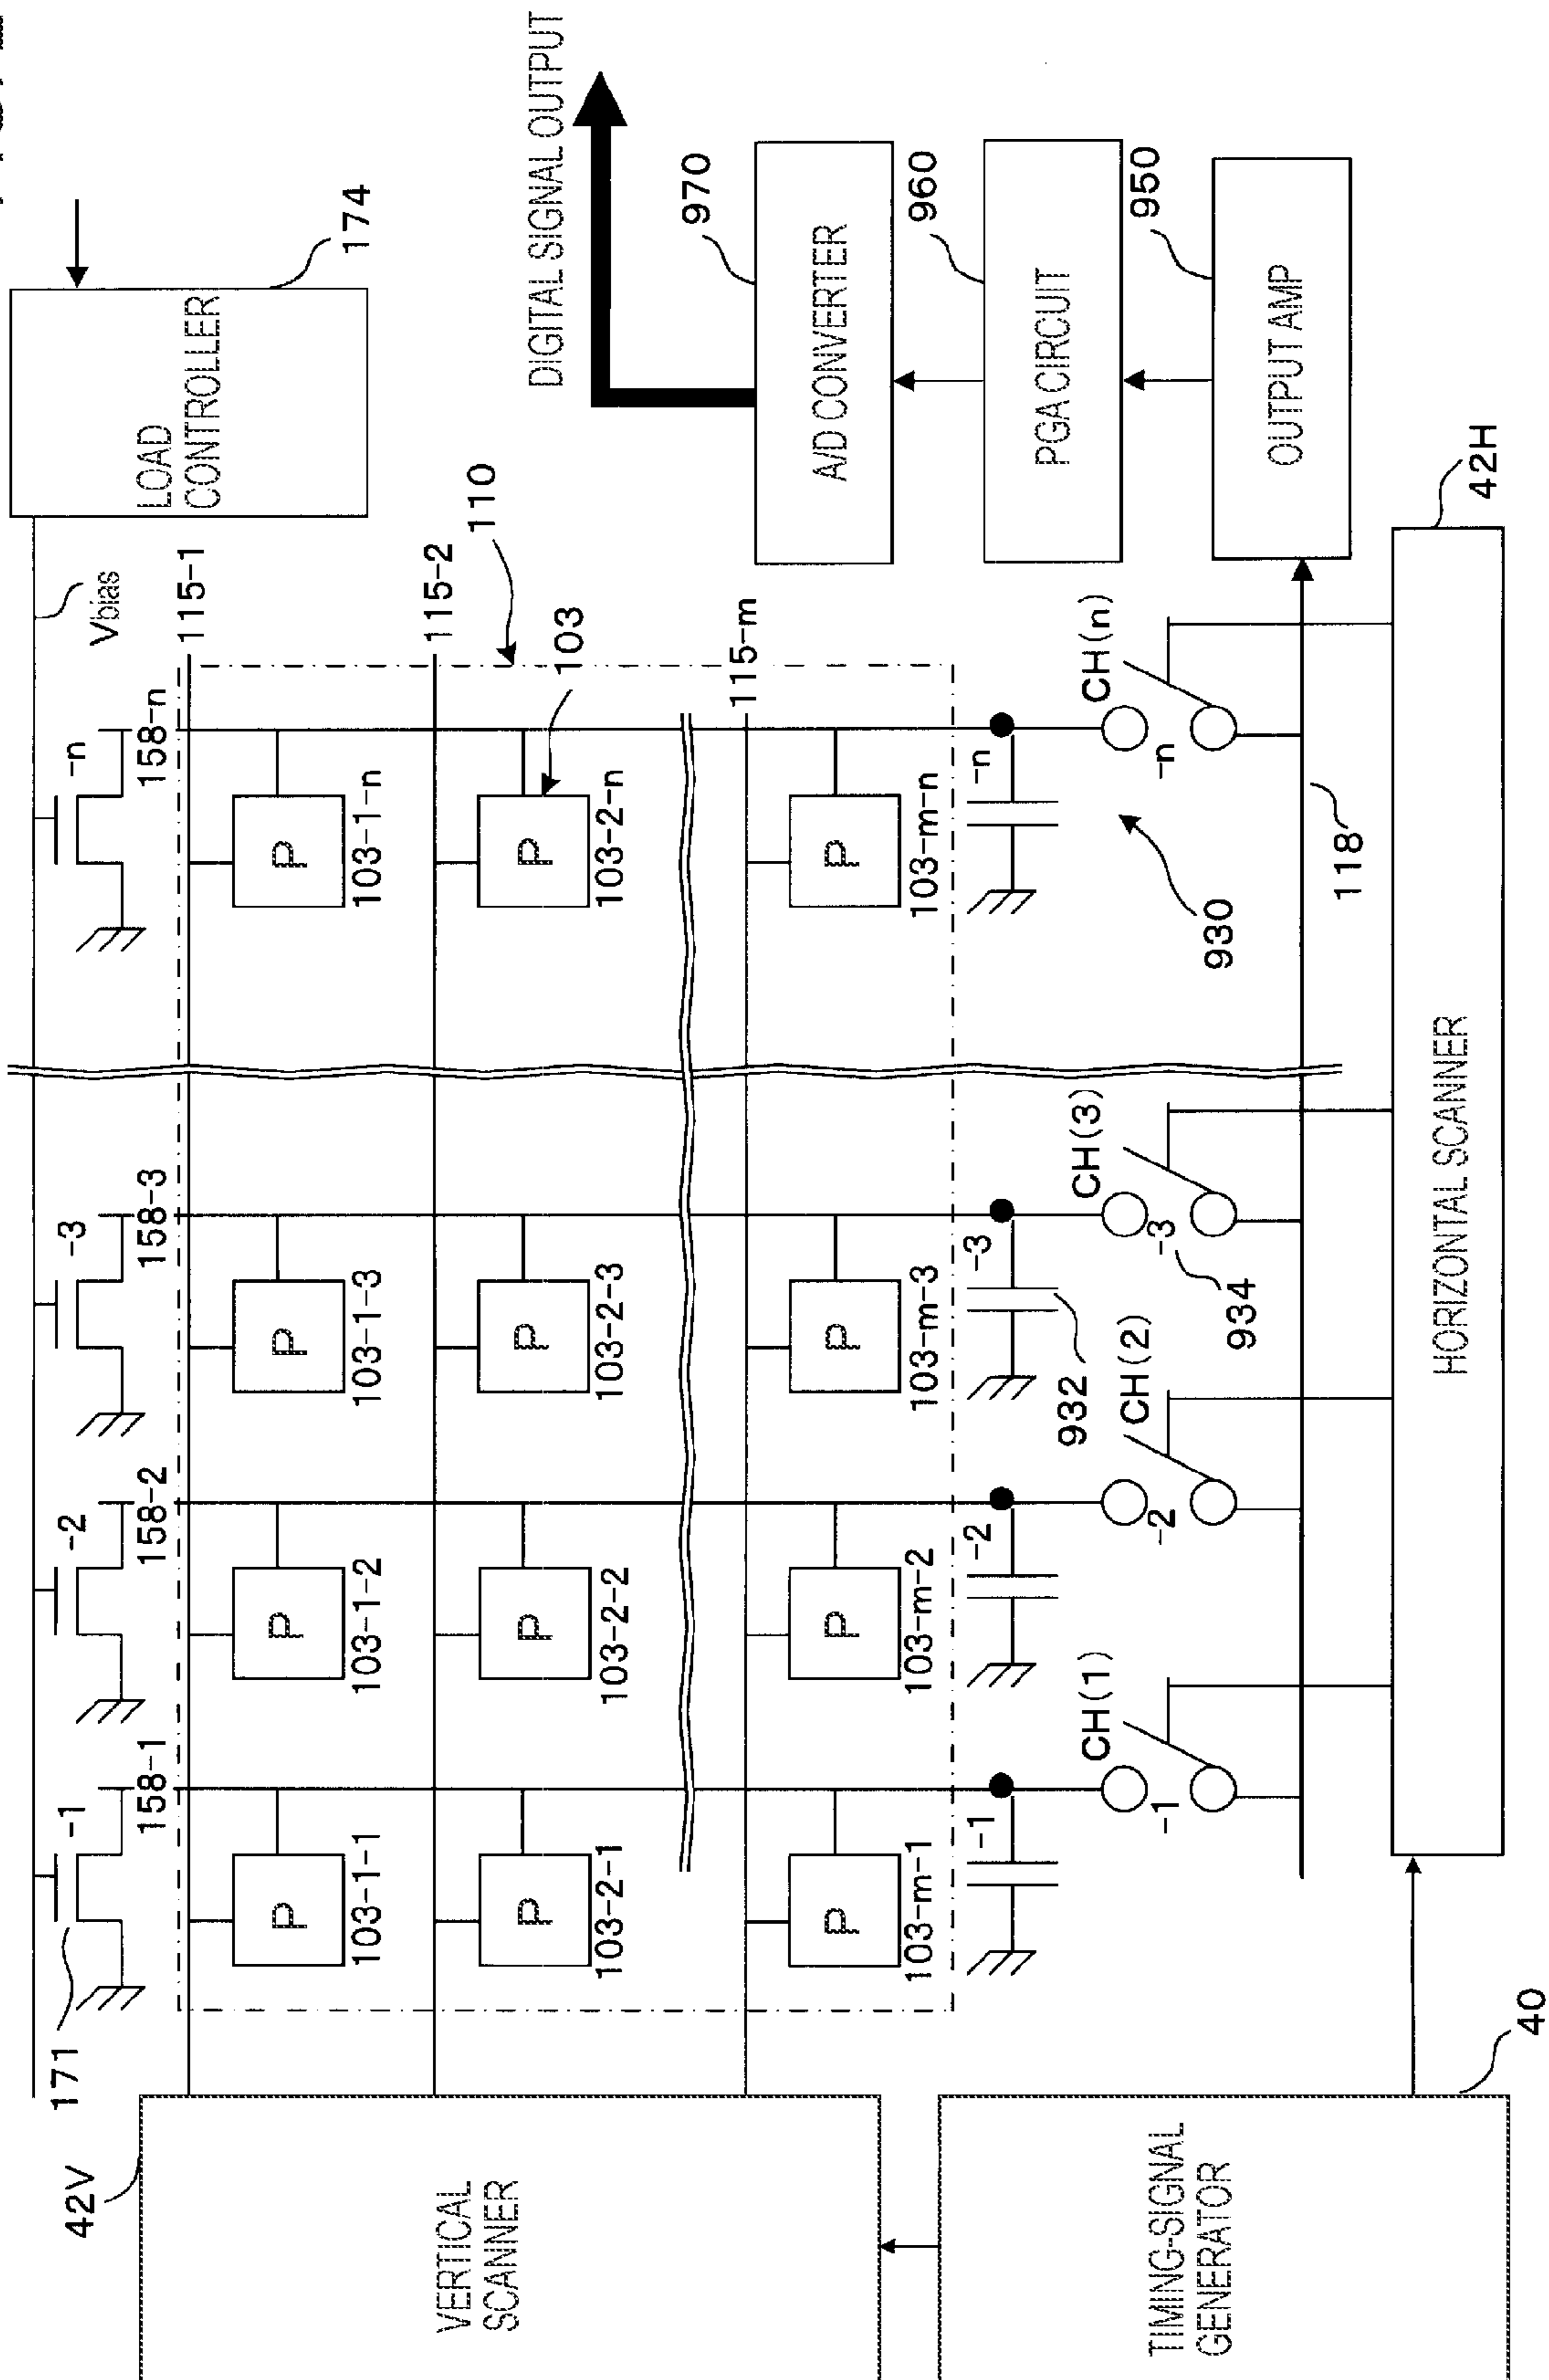 LOAD
CONTROLLER
174
Vbias
171
-1
-2
-3
-n
158-1
158-2
158-3
158-n
115-1
115-2
115-m
110
103
42V
VERTICAL
SCANNER
P
P
P
P
103-1-1
103-1-2
103-1-3
103-1-n
P
P
P
P
103-2-1
103-2-2
103-2-3
103-2-n
P
P
P
P
103-m-1
103-m-2
103-m-3
103-m-n
-1
-2
-3
-n
932
CH(1)
CH(2)
CH(3)
CH(n)
-1
-2
-3
-n
934
930
118
TIMING-SIGNAL
GENERATOR
40
HORIZONTAL SCANNER
42H
DIGITAL SIGNAL OUTPUT
970
A/D CONVERTER
960
PGA CIRCUIT
950
OUTPUT AMP